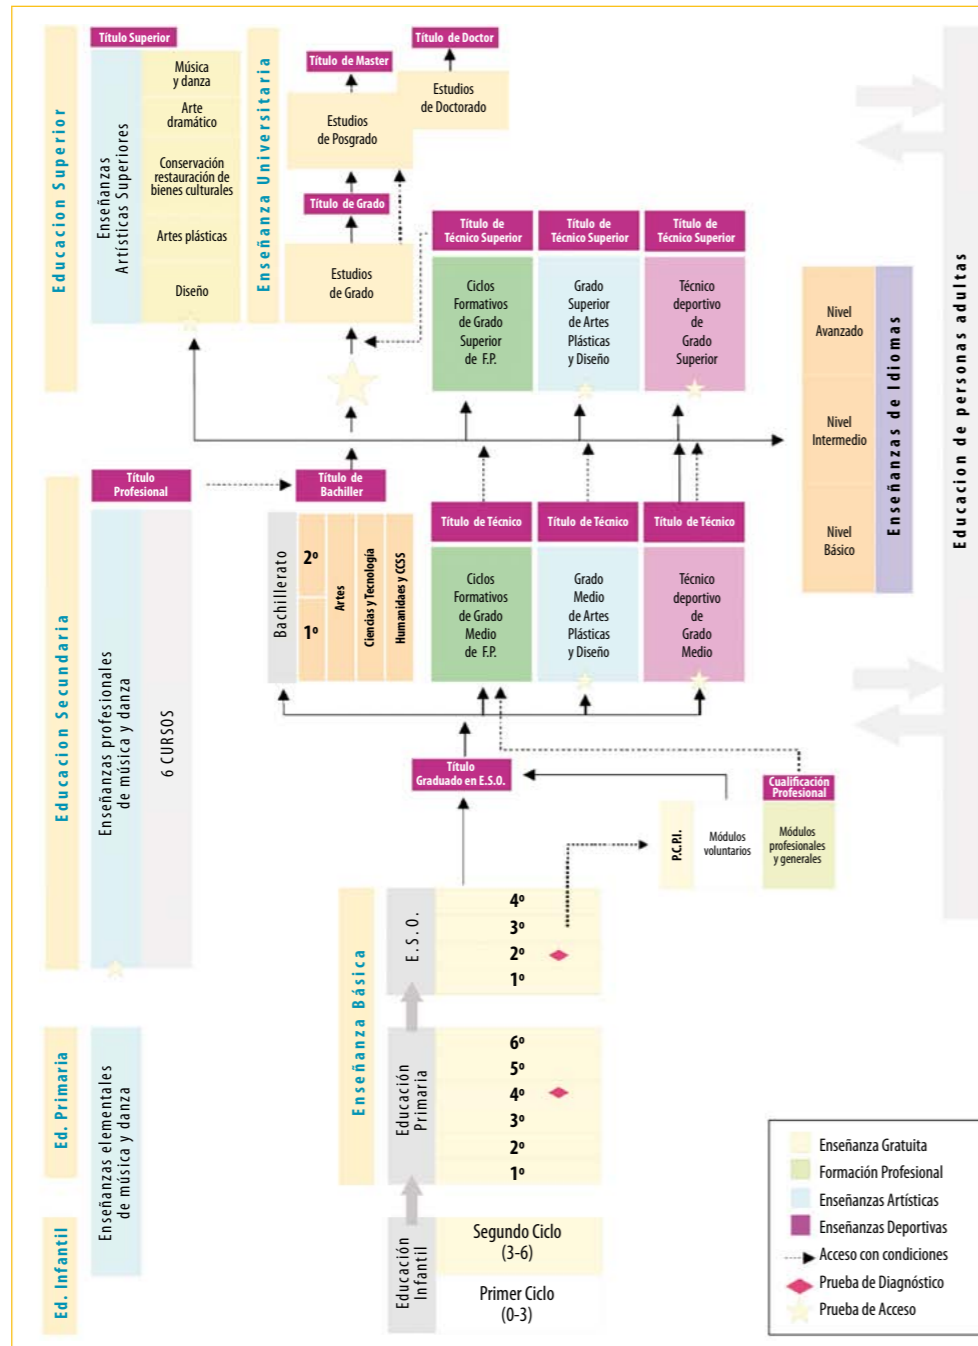 Educacion Superior
Título Superior
Enseñanzas
Artísticas Superiores
Música
y danza
Arte
dramático
Conservación
restauración de
bienes culturales
Artes plásticas
Diseño
Enseñanza Universitaria
Título de Master
Título de Doctor
Estudios
de Posgrado
Estudios
de Doctorado
Título de Grado
Estudios
de Grado
Título de
Técnico Superior
Título de
Técnico Superior
Título de
Técnico Superior
Ciclos
Formativos
de Grado
Superior
de F.P.
Grado
Superior
de Artes
Plásticas
y Diseño
Técnico
deportivo
de
Grado
Superior
Nivel
Avanzado
Nivel
Intermedio
Nivel
Básico
Enseñanzas de Idiomas
Educacion de personas adultas
Educacion Secundaria
Título
Profesional
Enseñanzas profesionales
de música y danza
6 CURSOS
Título de
Bachiller
Bachillerato
2º
1º
Artes
Ciencias y Tecnología
Humanidaes y CCSS
Título de Técnico
Título de Técnico
Título de Técnico
Ciclos
Formativos
de Grado
Medio
de F.P.
Grado
Medio
de Artes
Plásticas
y Diseño
Técnico
deportivo
de
Grado
Medio
Título
Graduado en E.S.O.
Cualificación
Profesional
P.C.P.I.
Módulos
voluntarios
Módulos
profesionales
y generales
Enseñanza Básica
E.S.O.
4º
3º
2º
1º
Ed. Primaria
Enseñanzas elementales
de música y danza
Educación
Primaria
6º
5º
4º
3º
2º
1º
Ed. Infantil
Educación
Infantil
Segundo Ciclo
(3-6)
Primer Ciclo
(0-3)
Enseñanza Gratuita
Formación Profesional
Enseñanzas Artísticas
Enseñanzas Deportivas
Acceso con condiciones
Prueba de Diagnóstico
Prueba de Acceso